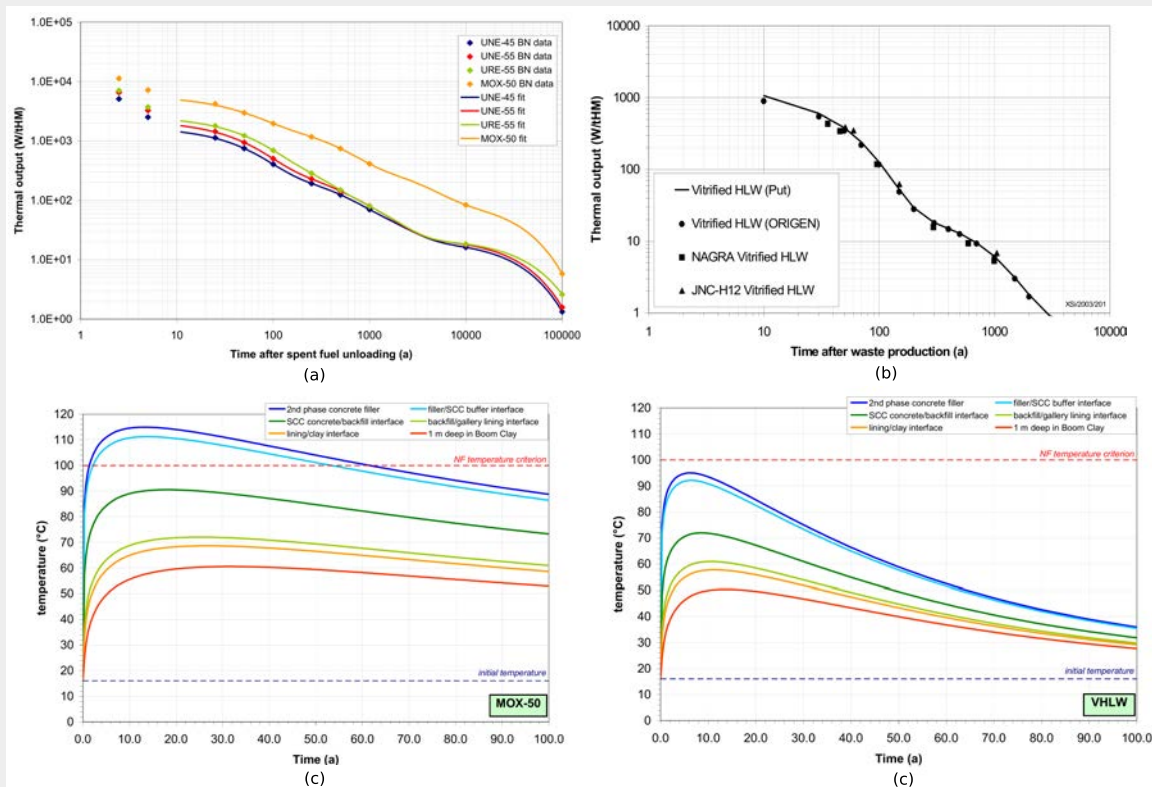 1.0E+05
1.0E+04
1.0E+03
1.0E+02
1.0E+01
1.0E+00
Thermal output (W/tHM)
UNE-45 BN data
UNE-55 BN data
URE-55 BN data
MOX-50 BN data
UNE-45 fit
UNE-55 fit
URE-55 fit
MOX-50 fit
1 10 100 1000 10000 100000
Time after spent fuel unloading (a)
(a)
10000
1000
100
10
1
Thermal output (W/tHM)
Vitrified HLW (Put)
Vitrified HLW (ORIGEN)
NAGRA Vitrified HLW
JNC-H12 Vitrified HLW
XSI/2003/201
1 10 100 1000 10000
Time after waste production (a)
(b)
2nd phase concrete filler filler/SCC buffer interface
SCC concrete/backfill interface backfill/gallery lining interface
lining/clay interface 1 m deep in Boom Clay
120
110
100
90
80
70
60
50
40
30
20
10
0
temperature (°C)
NF temperature criterion
initial temperature
MOX-50
0.0 10.0 20.0 30.0 40.0 50.0 60.0 70.0 80.0 90.0 100.0
Time (a)
(c)
2nd phase concrete filler filler/SCC buffer interface
SCC concrete/backfill interface backfill/gallery lining interface
lining/clay interface 1 m deep in Boom Clay
120
110
100
90
80
70
60
50
40
30
20
10
0
temperature (°C)
NF temperature criterion
initial temperature
VHLW
0.0 10.0 20.0 30.0 40.0 50.0 60.0 70.0 80.0 90.0 100.0
Time (a)
(c)